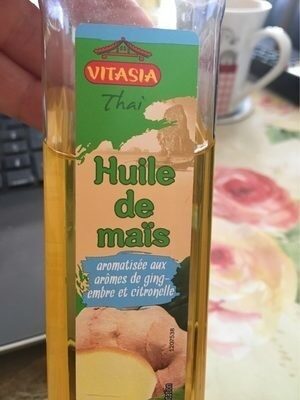 VITASIA
Thai
Huile
de
maïs
aromatisée aux
arômes de ging-
embre et citronelle